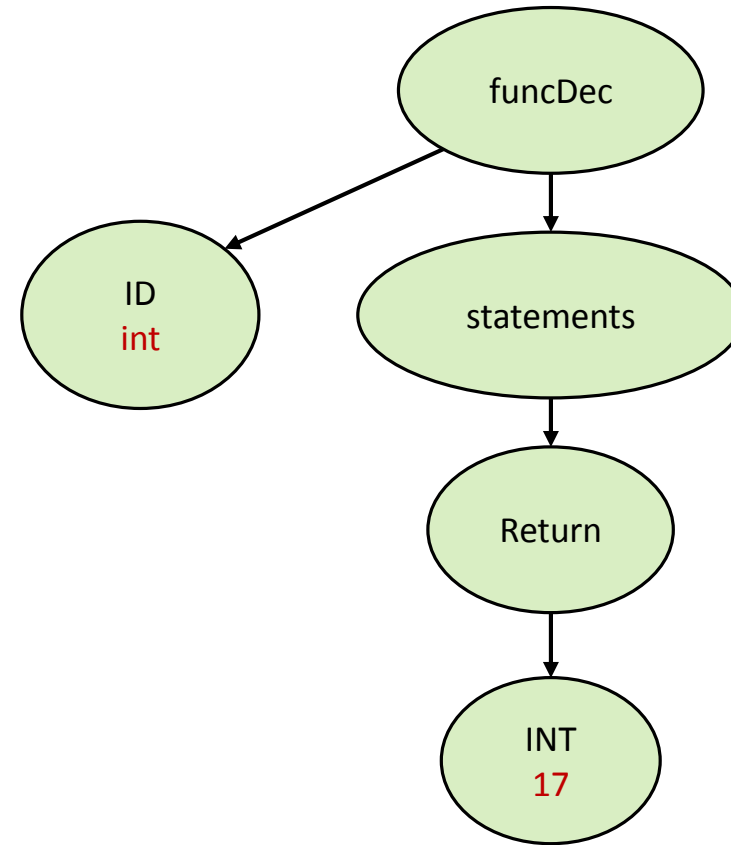 funcDec
ID
int
statements
Return
INT
17